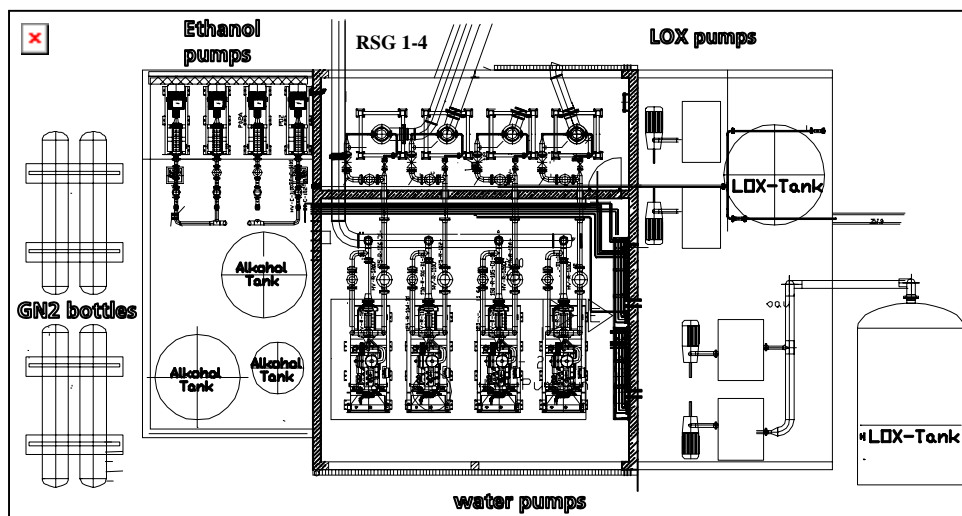 Ethanol
pumps
RSG 1-4
LOX pumps
LOX-Tank
Alkohol
Tank
GN2 bottles
Alkohol
Tank
Alkohol
Tank
LOX-Tank
water pumps